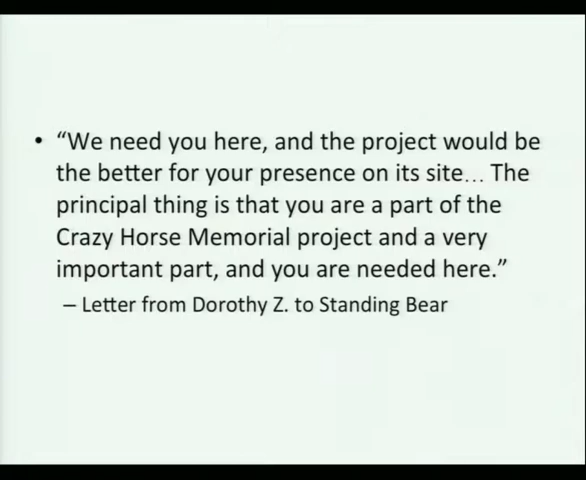 • “We need you here, and the project would be
the better for your presence on its site… The
principal thing is that you are a part of the
Crazy Horse Memorial project and a very
important part, and you are needed here.”
– Letter from Dorothy Z. to Standing Bear